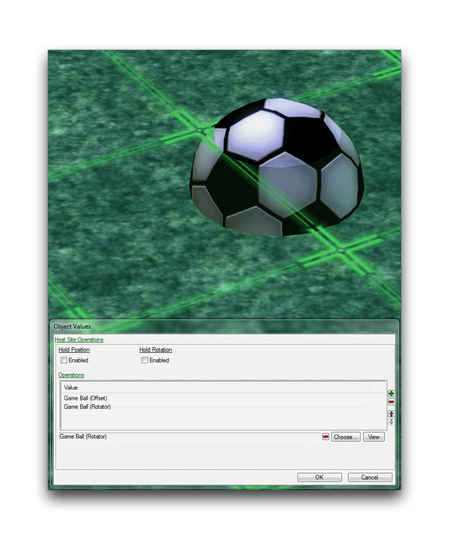 Object Values
Host Site Operations
Hold Position Hold Rotation
Enabled Enabled
Operations
Value
Game Ball (Offset)
Game Ball (Rotator)
Game Ball (Rotator) Choose... View
OK Cancel